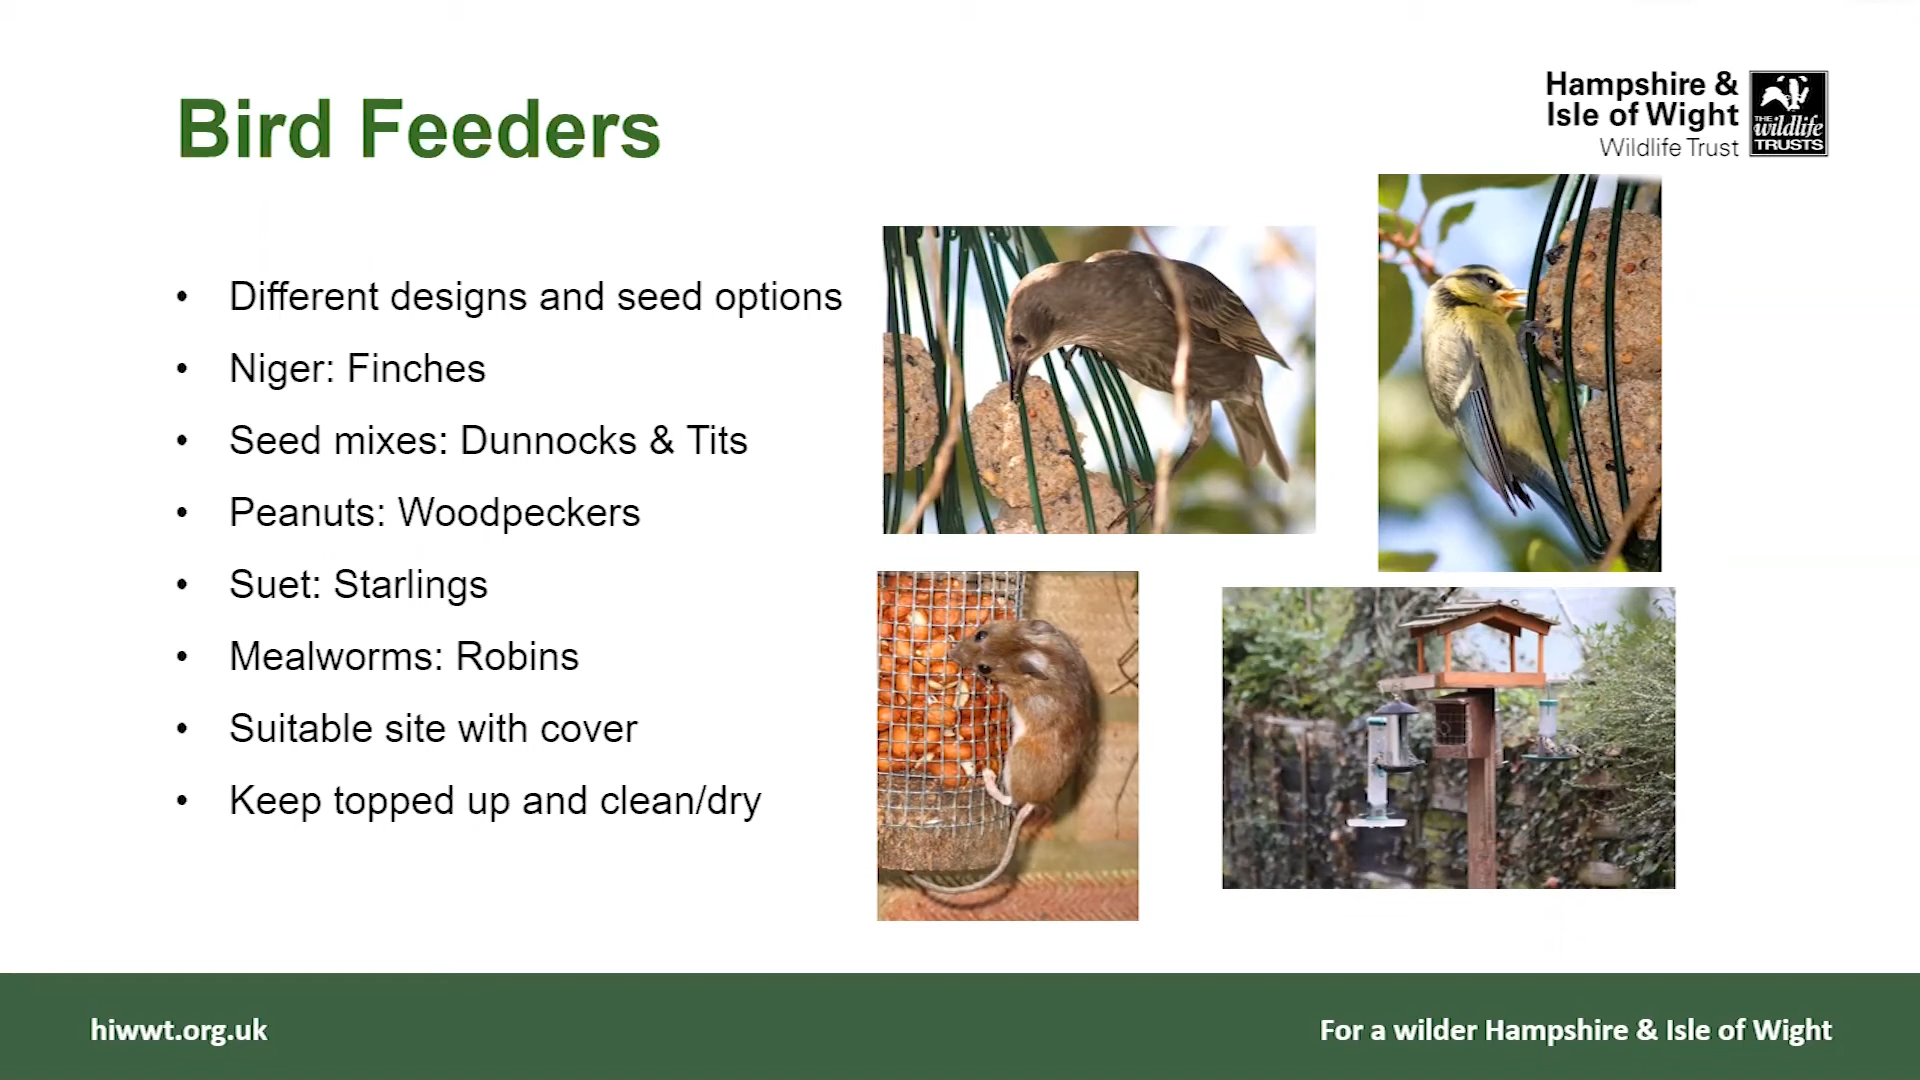 Bird Feeders
Hampshire &
Isle of Wight
Wildlife Trust
THE
wildlife
TRUSTS
• Different designs and seed options
• Niger: Finches
• Seed mixes: Dunnocks & Tits
• Peanuts: Woodpeckers
• Suet: Starlings
• Mealworms: Robins
• Suitable site with cover
• Keep topped up and clean/dry
hiwwt.org.uk
For a wilder Hampshire & Isle of Wight